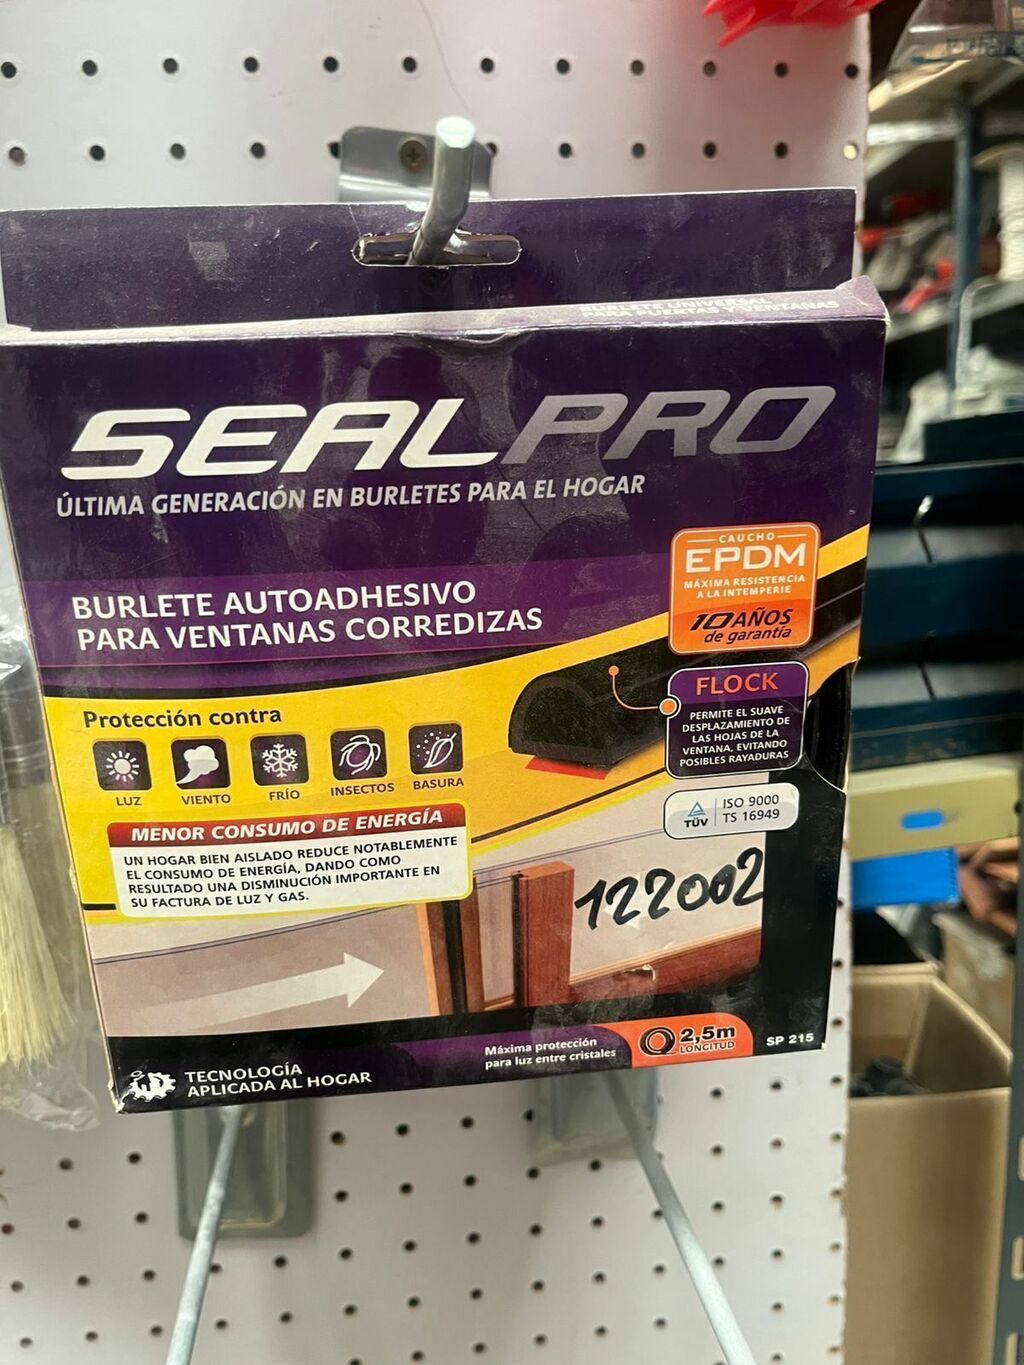 BURLETE UNIVERSAL
PARA PUERTAS Y VENTANAS
SEALPRO
ÚLTIMA GENERACIÓN EN BURLETES PARA EL HOGAR
CAUCHO
EPDM
MÁXIMA RESISTENCIA
A LA INTEMPERIE
10 AÑOS
de garantía
BURLETE AUTOADHESIVO
PARA VENTANAS CORREDIZAS
FLOCK
PERMITE EL SUAVE
DESPLAZAMIENTO DE
LAS HOJAS DE LA
VENTANA, EVITANDO
POSIBLES RAYADURAS
Protección contra
LUZ VIENTO FRÍO INSECTOS BASURA
TÜV
ISO 9000
TS 16949
MENOR CONSUMO DE ENERGÍA
UN HOGAR BIEN AISLADO REDUCE NOTABLEMENTE
EL CONSUMO DE ENERGÍA, DANDO COMO
RESULTADO UNA DISMINUCIÓN IMPORTANTE EN
SU FACTURA DE LUZ Y GAS.
122002
TECNOLOGÍA
APLICADA AL HOGAR
Máxima protección
para luz entre cristales
2,5m
LONGITUD
SP 215